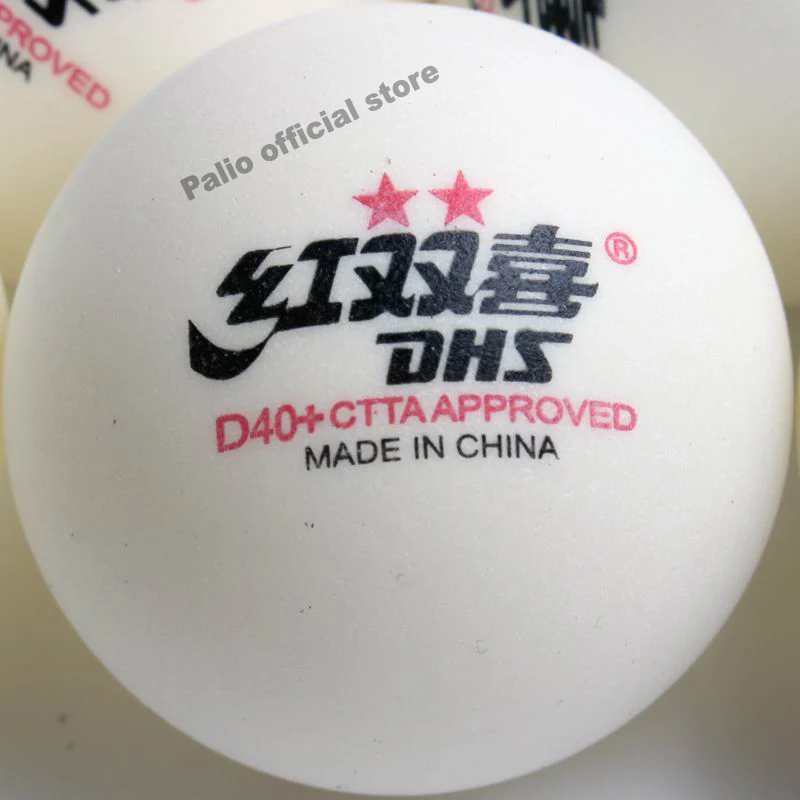 PROVED
NA
Palio official store
★★
红双喜®
DHS
D40+ CTTA APPROVED
MADE IN CHINA